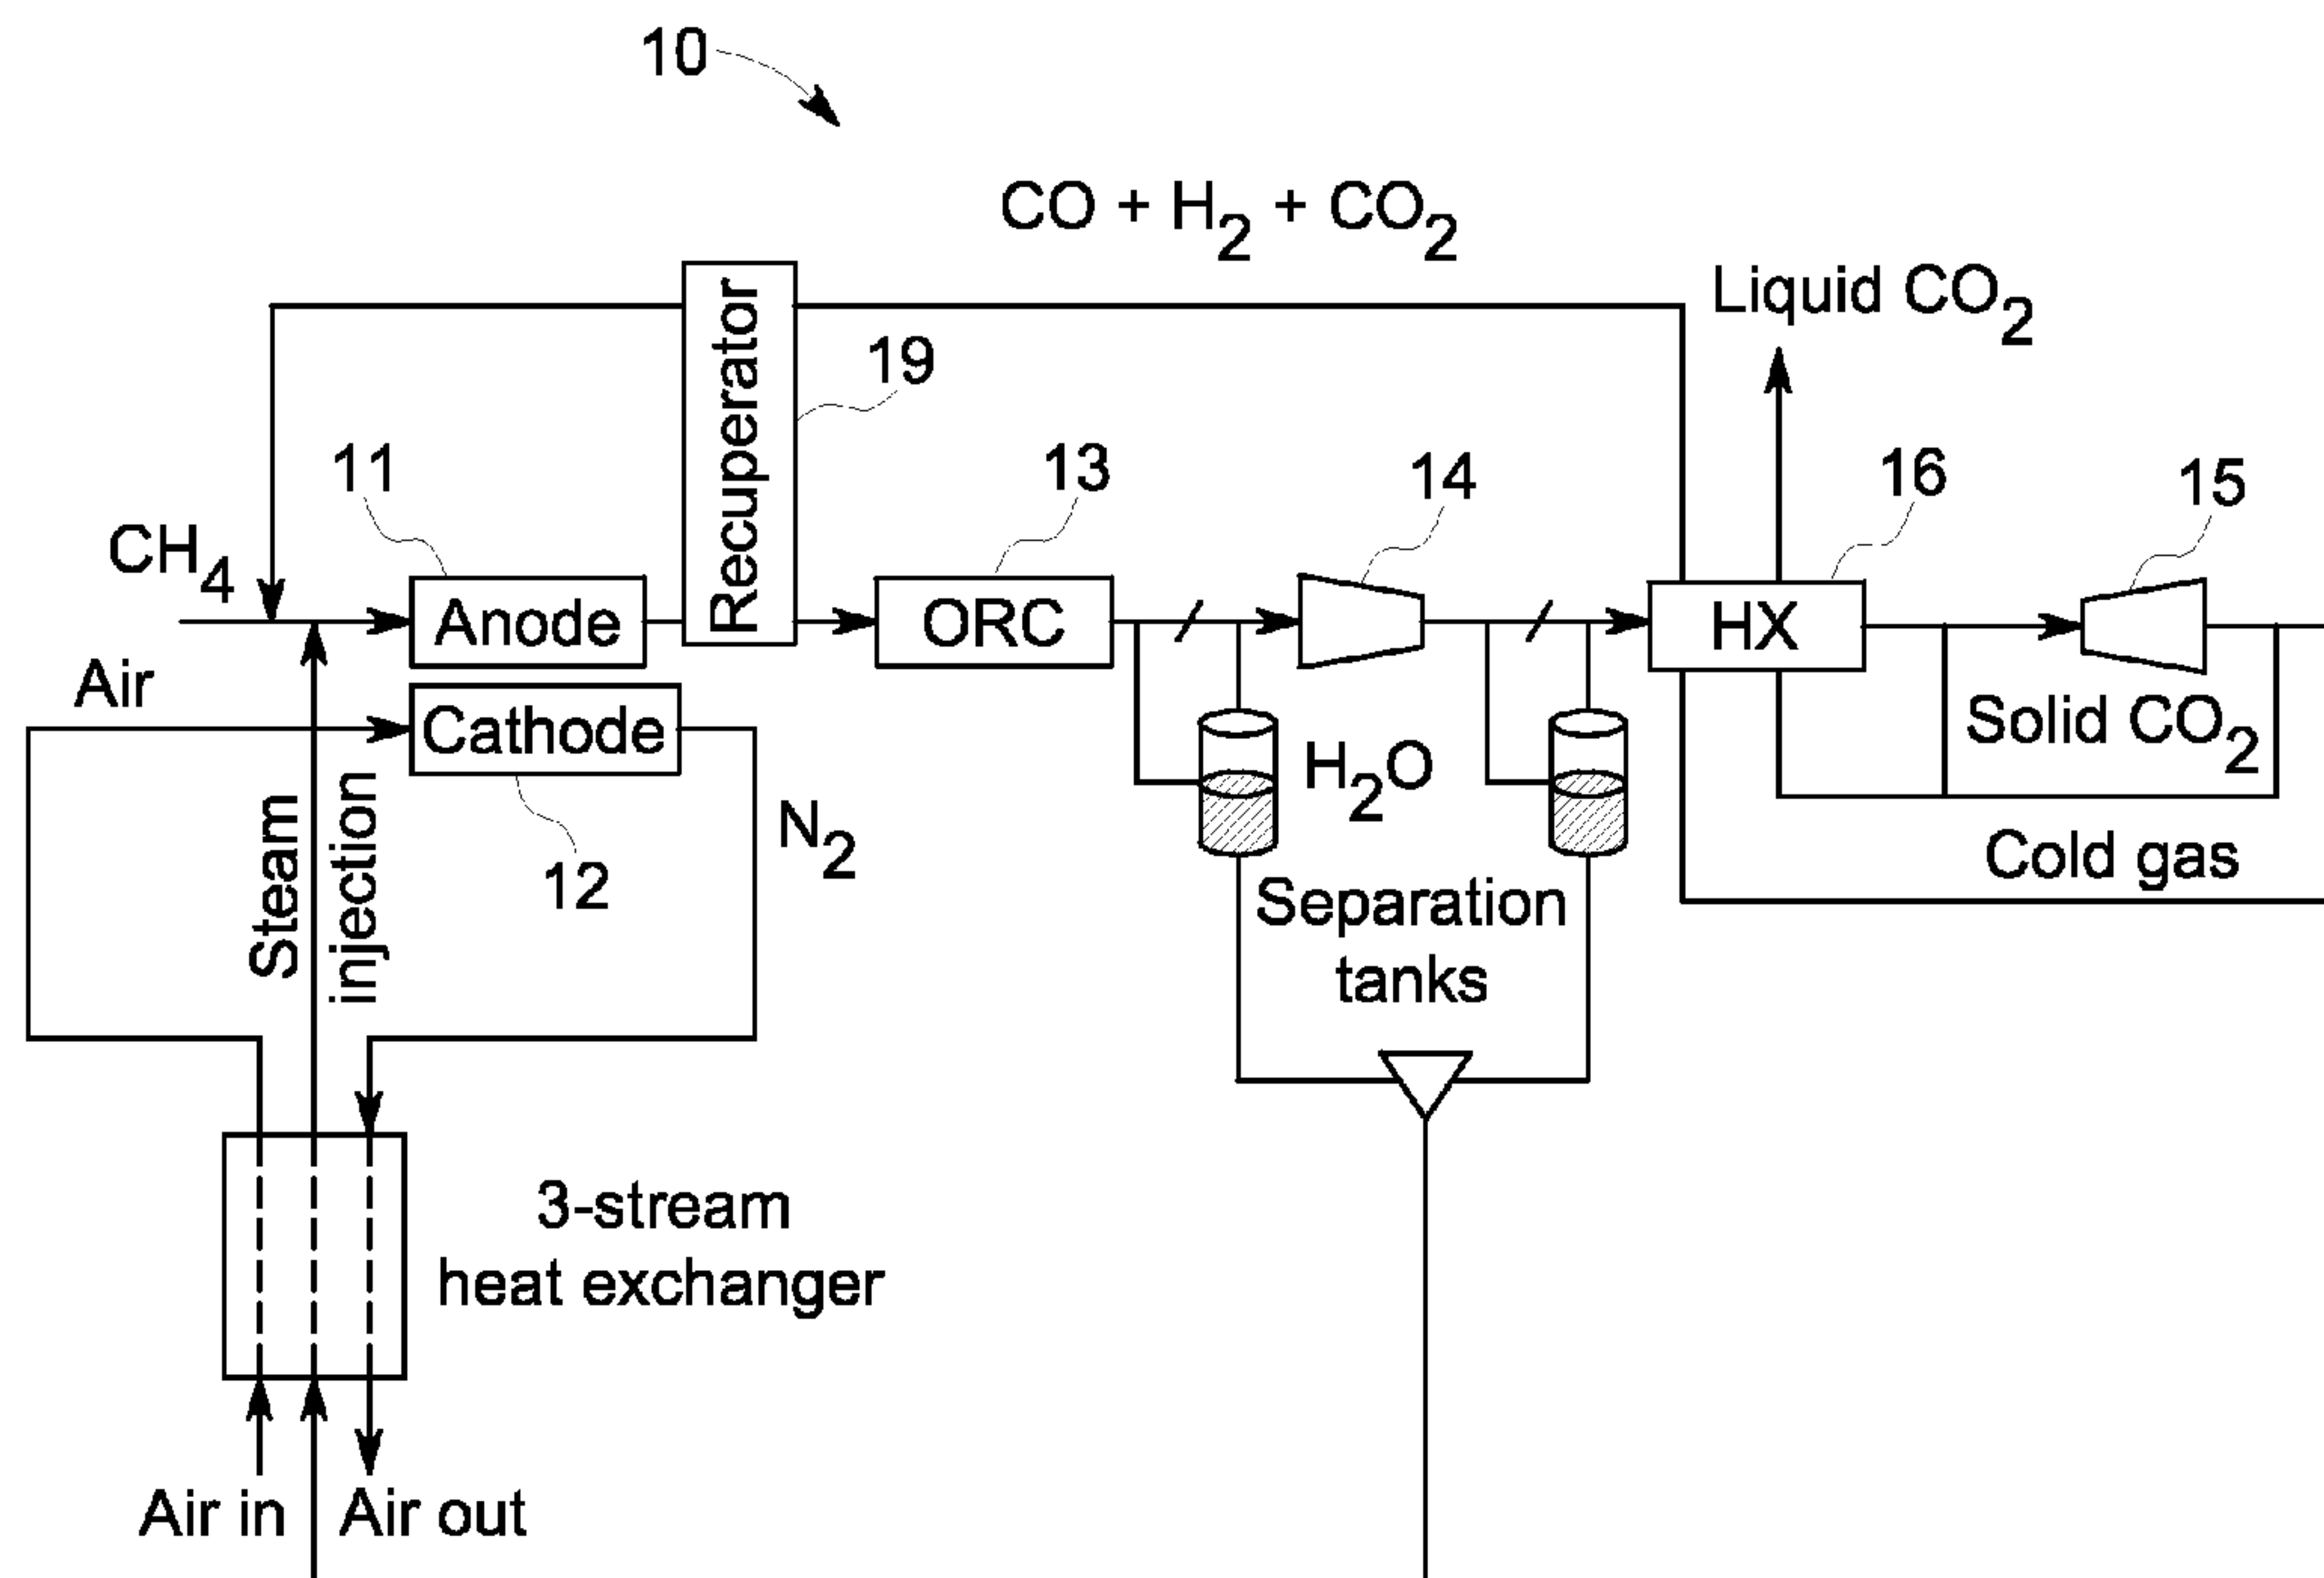 10
CO + H2 + CO2
Liquid CO2
Recuperator
19
11
13
14
16
15
CH4
Anode
ORC
HX
Air
Cathode
Solid CO2
H2O
N2
12
Steam
injection
Cold gas
Separation
tanks
3-stream
heat exchanger
Air in
Air out